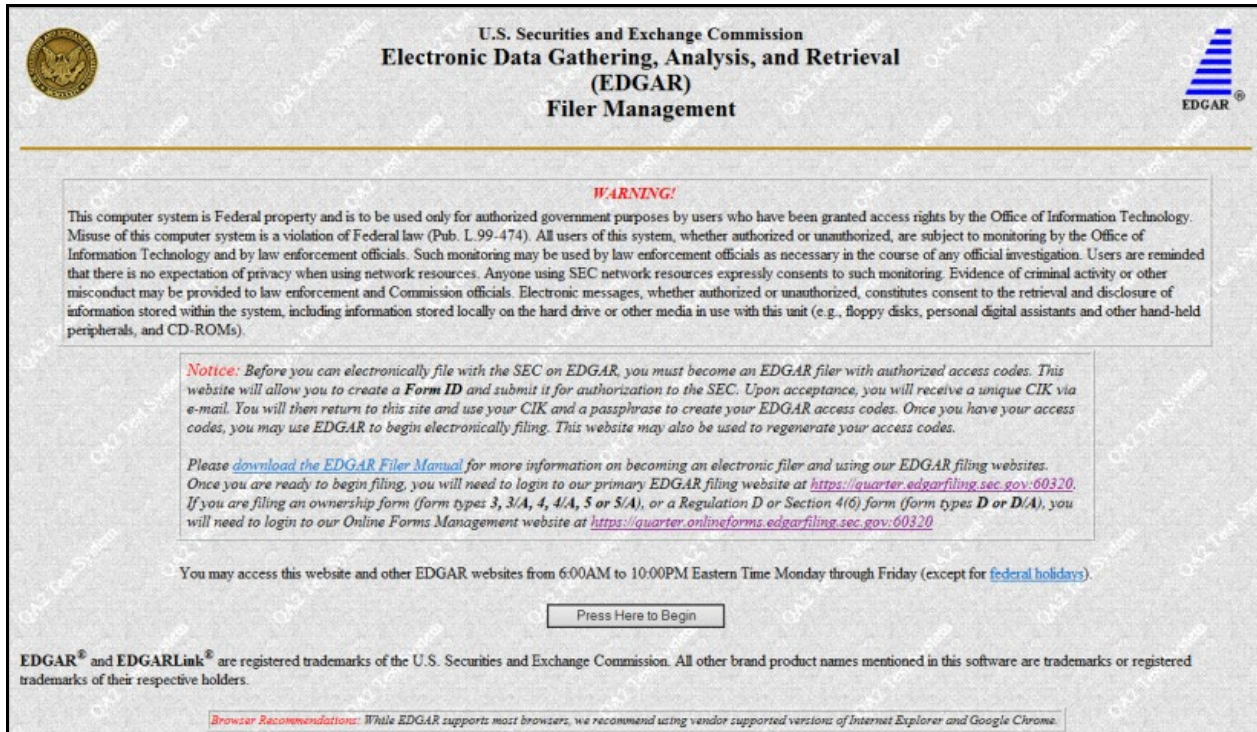 U.S. Securities and Exchange Commission
Electronic Data Gathering, Analysis, and Retrieval
(EDGAR)
Filer Management
EDGAR ®
WARNING!
This computer system is Federal property and is to be used only for authorized government purposes by users who have been granted access rights by the Office of Information Technology.
Misuse of this computer system is a violation of Federal law (Pub. L.99-474). All users of this system, whether authorized or unauthorized, are subject to monitoring by the Office of
Information Technology and by law enforcement officials. Such monitoring may be used by law enforcement officials as necessary in the course of any official investigation. Users are reminded
that there is no expectation of privacy when using network resources. Anyone using SEC network resources expressly consents to such monitoring. Evidence of criminal activity or other
misconduct may be provided to law enforcement and Commission officials. Electronic messages, whether authorized or unauthorized, constitutes consent to the retrieval and disclosure of
information stored within the system, including information stored locally on the hard drive or other media in use with this unit (e.g., floppy disks, personal digital assistants and other hand-held
peripherals, and CD-ROMs).
Notice: Before you can electronically file with the SEC on EDGAR, you must become an EDGAR filer with authorized access codes. This
website will allow you to create a Form ID and submit it for authorization to the SEC. Upon acceptance, you will receive a unique CIK via
e-mail. You will then return to this site and use your CIK and a passphrase to create your EDGAR access codes. Once you have your access
codes, you may use EDGAR to begin electronically filing. This website may also be used to regenerate your access codes.
Please download the EDGAR Filer Manual for more information on becoming an electronic filer and using our EDGAR filing websites.
Once you are ready to begin filing, you will need to login to our primary EDGAR filing website at https://quarter.edgarfiling.sec.gov:60320.
If you are filing an ownership form (form types 3, 3/A, 4, 4/A, 5 or 5/A), or a Regulation D or Section 4(6) form (form types D or D/A), you
will need to login to our Online Forms Management website at https://quarter.onlineforms.edgarfiling.sec.gov:60320
You may access this website and other EDGAR websites from 6:00AM to 10:00PM Eastern Time Monday through Friday (except for federal holidays).
Press Here to Begin
EDGAR® and EDGARLink® are registered trademarks of the U.S. Securities and Exchange Commission. All other brand product names mentioned in this software are trademarks or registered
trademarks of their respective holders.
Browser Recommendations: While EDGAR supports most browsers, we recommend using vendor supported versions of Internet Explorer and Google Chrome.
QA2 Test System